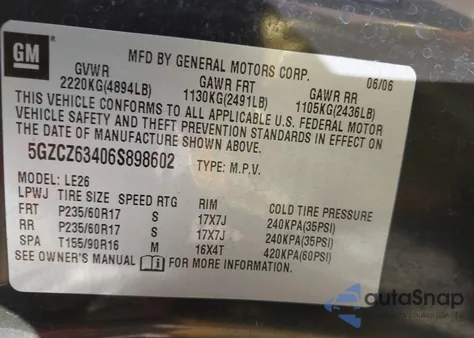 GM
MFD BY GENERAL MOTORS CORP. 06/06
GVWR GAWR FRT GAWR RR
2220KG(4894LB) 1130KG(2491LB) 1105KG(2436LB)
THIS VEHICLE CONFORMS TO ALL APPLICABLE U.S. FEDERAL MOTOR
VEHICLE SAFETY AND THEFT PREVENTION STANDARDS IN EFFECT ON
THE DATE OF MANUFACTURE SHOWN ABOVE.
5GZCZ63406S898602 TYPE: M.P.V.
MODEL: LE26
LPWJ TIRE SIZE SPEED RTG RIM COLD TIRE PRESSURE
FRT P235/60R17 S 17X7J 240KPA(35PSI)
RR P235/60R17 S 17X7J 240KPA(35PSI)
SPA T155/90R16 M 16X4T 420KPA(60PSI)
SEE OWNER'S MANUAL FOR MORE INFORMATION.
autoSnap